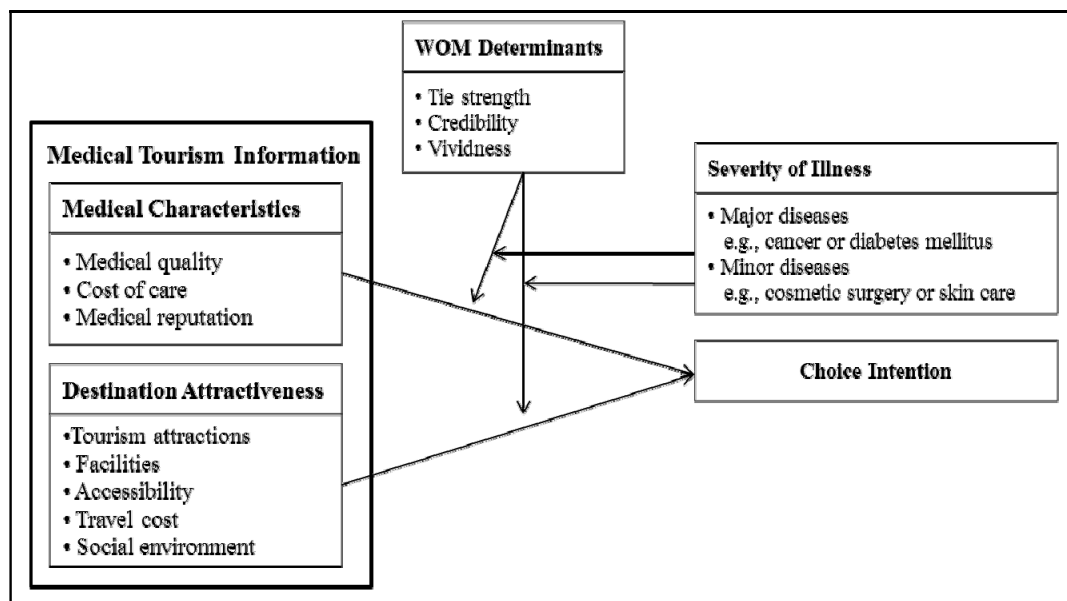 WOM Determinants
• Tie strength
• Credibility
• Vividness
Medical Tourism Information
Medical Characteristics
• Medical quality
• Cost of care
• Medical reputation
Destination Attractiveness
•Tourism attractions
• Facilities
• Accessibility
• Travel cost
• Social environment
Severity of Illness
• Major diseases
e.g., cancer or diabetes mellitus
• Minor diseases
e.g., cosmetic surgery or skin care
Choice Intention